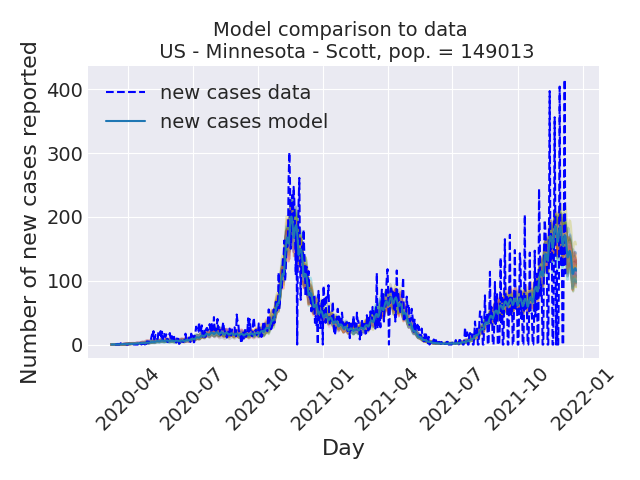 Model comparison to data
US - Minnesota - Scott, pop. = 149013
Number of new cases reported
400
300
200
100
0
new cases data
new cases model
2020-04
2020-07
2020-10
2021-01
2021-04
2021-07
2021-10
2022-01
Day